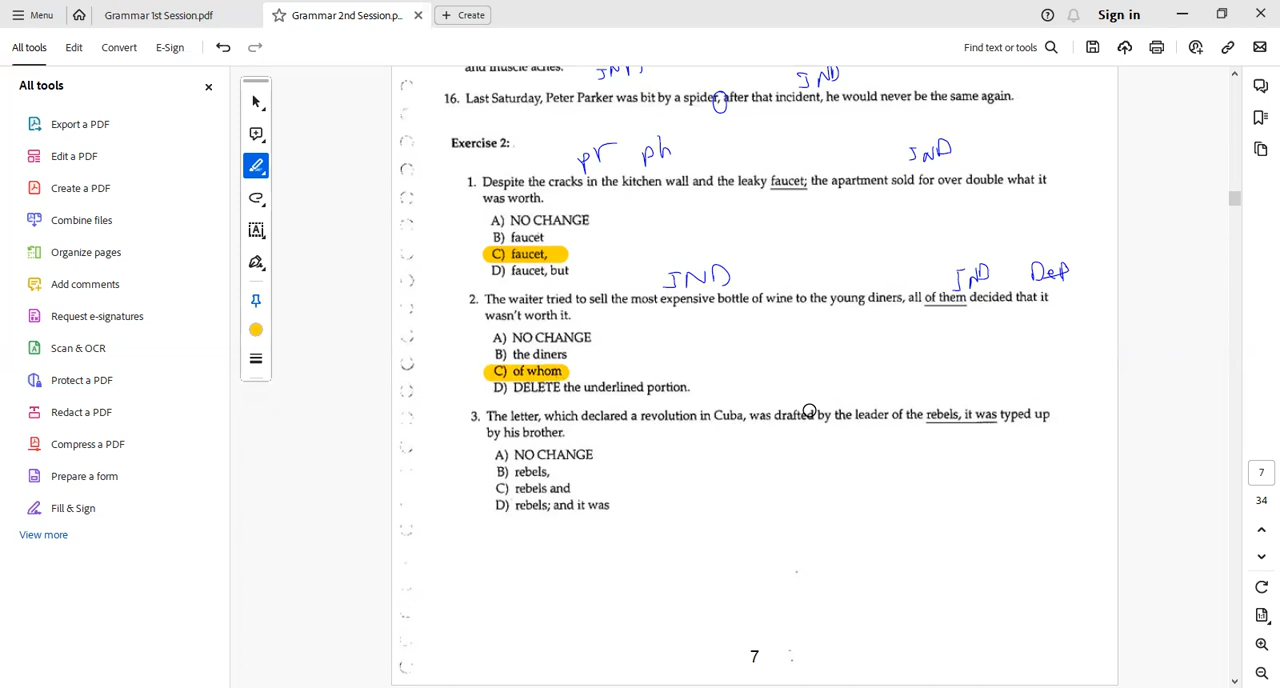 Menu
Grammar 1st Session.pdf
Grammar 2nd Session.p...
Create
Sign in
All tools
Edit
Convert
E-Sign
Find text or tools
All tools
Export a PDF
Edit a PDF
Create a PDF
Combine files
Organize pages
Add comments
Request e-signatures
Scan & OCR
Protect a PDF
Redact a PDF
Compress a PDF
Prepare a form
Fill & Sign
View more
and muscle aches.
IND
16. Last Saturday, Peter Parker was bit by a spider, after that incident, he would never be the same again.
Exercise 2:
pr ph IND
1. Despite the cracks in the kitchen wall and the leaky faucet; the apartment sold for over double what it
was worth.
A) NO CHANGE
B) faucet
C) faucet,
D) faucet, but
IND IND Dep
2. The waiter tried to sell the most expensive bottle of wine to the young diners, all of them decided that it
wasn't worth it.
A) NO CHANGE
B) the diners
C) of whom
D) DELETE the underlined portion.
3. The letter, which declared a revolution in Cuba, was drafted by the leader of the rebels, it was typed up
by his brother.
A) NO CHANGE
B) rebels,
C) rebels and
D) rebels; and it was
7
7
34